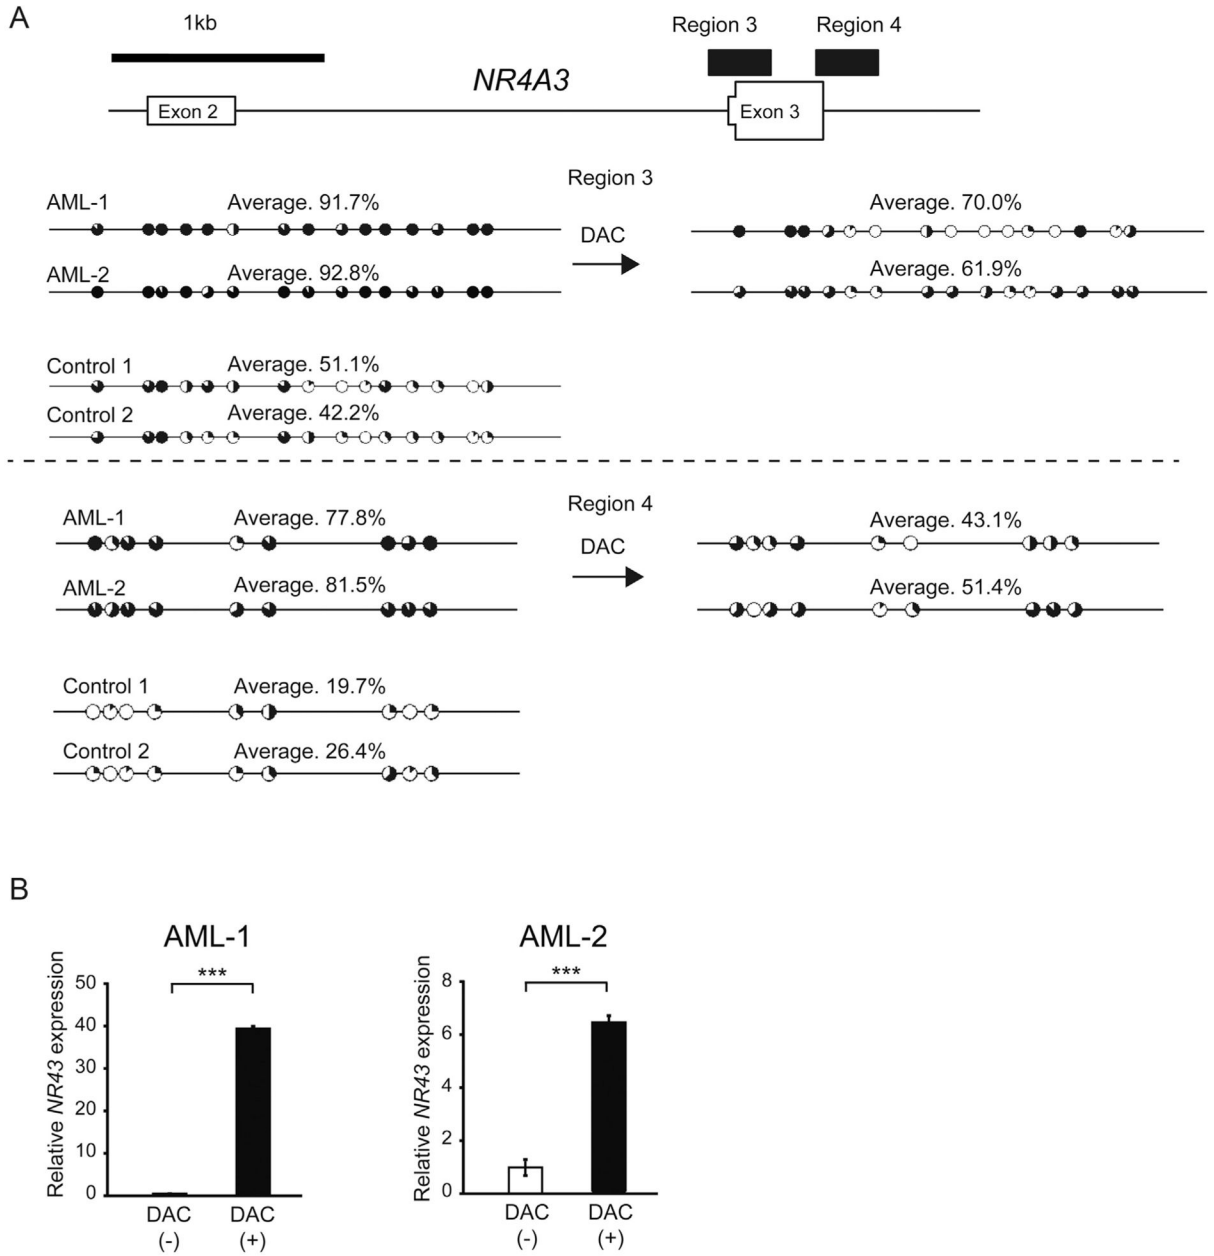 A
1kb
Region 3
Region 4
NR4A3
Exon 2
Exon 3
Region 3
AML-1
Average. 91.7%
Average. 70.0%
DAC
AML-2
Average. 92.8%
Average. 61.9%
Control 1
Average. 51.1%
Control 2
Average. 42.2%
Region 4
AML-1
Average. 77.8%
Average. 43.1%
DAC
AML-2
Average. 81.5%
Average. 51.4%
Control 1
Average. 19.7%
Control 2
Average. 26.4%
B
AML-1
***
Relative NR43 expression
50
40
30
20
10
0
DAC
(-)
DAC
(+)
AML-2
***
Relative NR43 expression
8
6
4
2
0
DAC
(-)
DAC
(+)